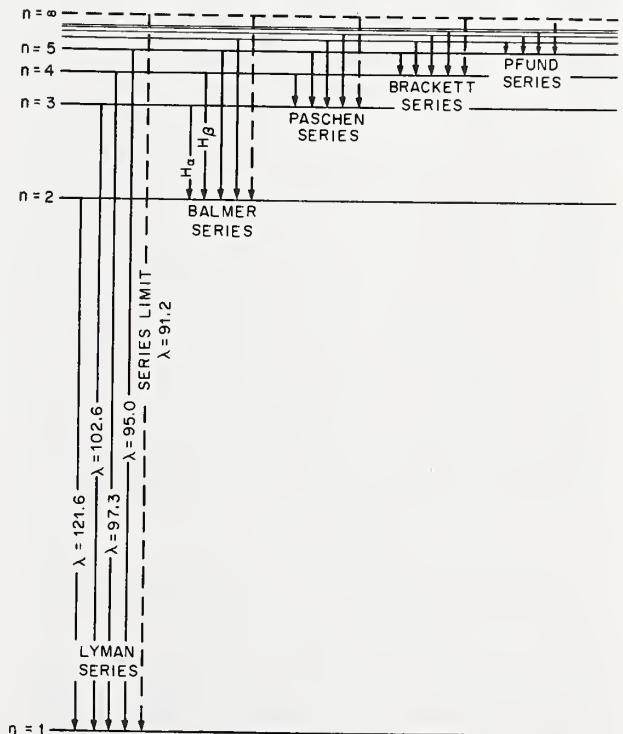 n = ∞
n = 5
n = 4
n = 3
n = 2
n = 1
PFUND
SERIES
BRACKETT
SERIES
PASCHEN
SERIES
Hα
Hβ
BALMER
SERIES
SERIES LIMIT
λ = 91.2
λ = 95.0
λ = 102.6
λ = 97.3
λ = 121.6
LYMAN
SERIES